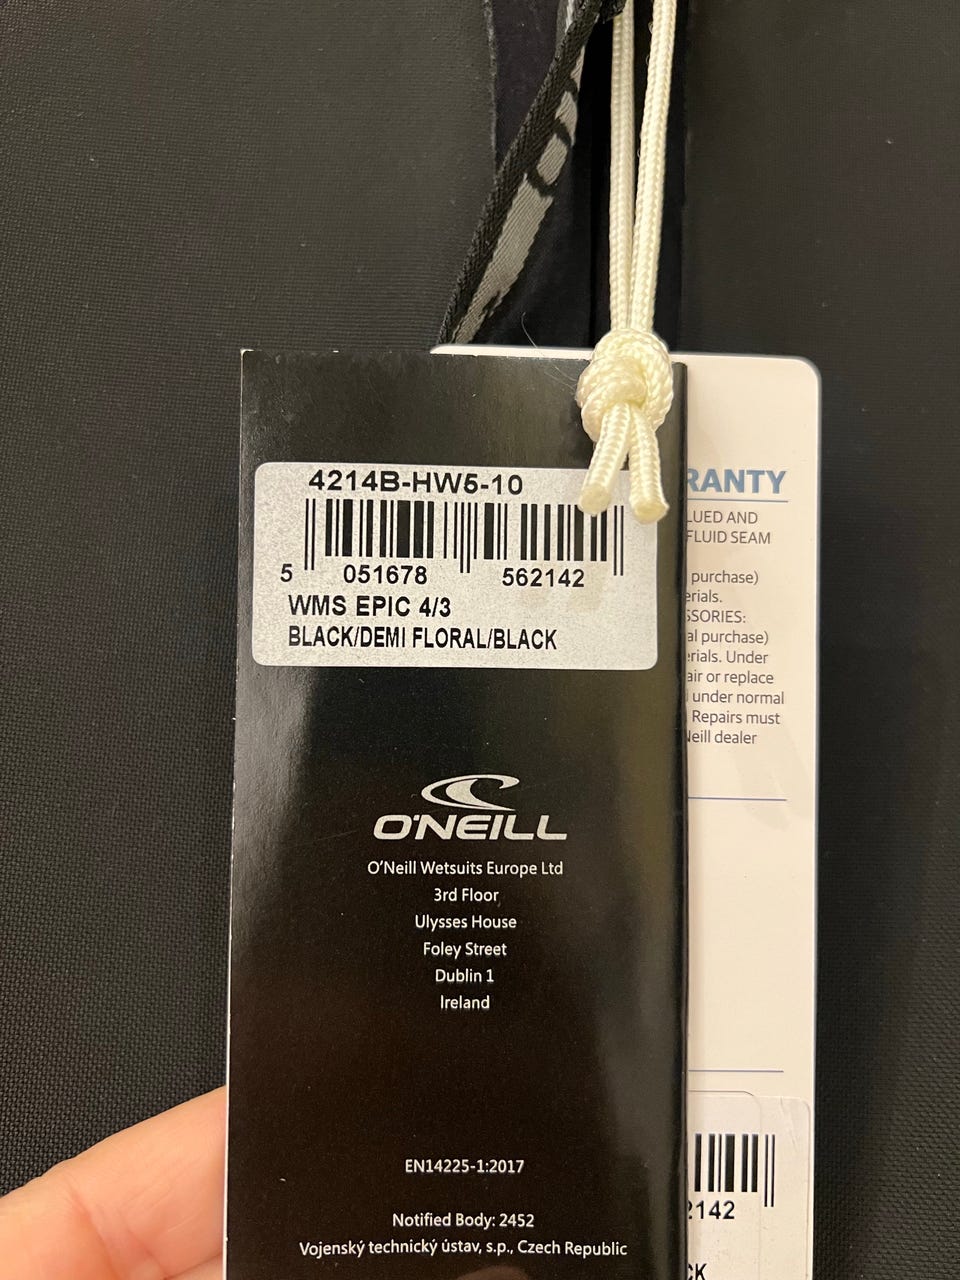 4214B-HW5-10
5 051678 562142
WMS EPIC 4/3
BLACK/DEMI FLORAL/BLACK
O'NEILL
O'Neill Wetsuits Europe Ltd
3rd Floor
Ulysses House
Foley Street
Dublin 1
Ireland
EN14225-1:2017
Notified Body: 2452
Vojenský technický ústav, s.p., Czech Republic
RANTY
LUED AND
FLUID SEAM
purchase)
erials.
SSORIES:
al purchase)
erials. Under
air or replace
under normal
Repairs must
Neill dealer
2142
CK